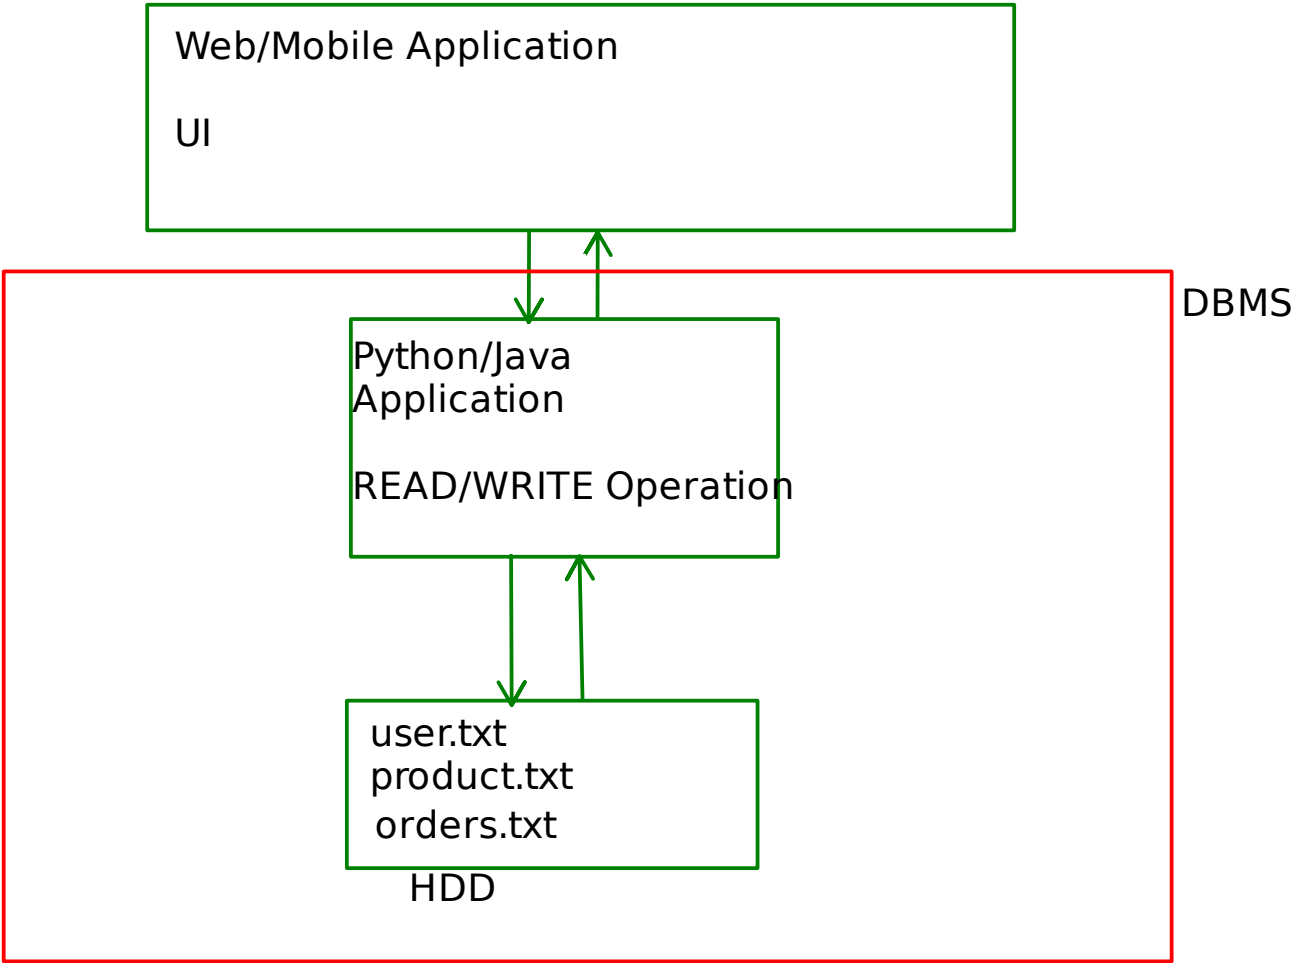 Web/Mobile Application
UI
DBMS
Python/Java
Application
READ/WRITE Operation
user.txt
product.txt
orders.txt
HDD